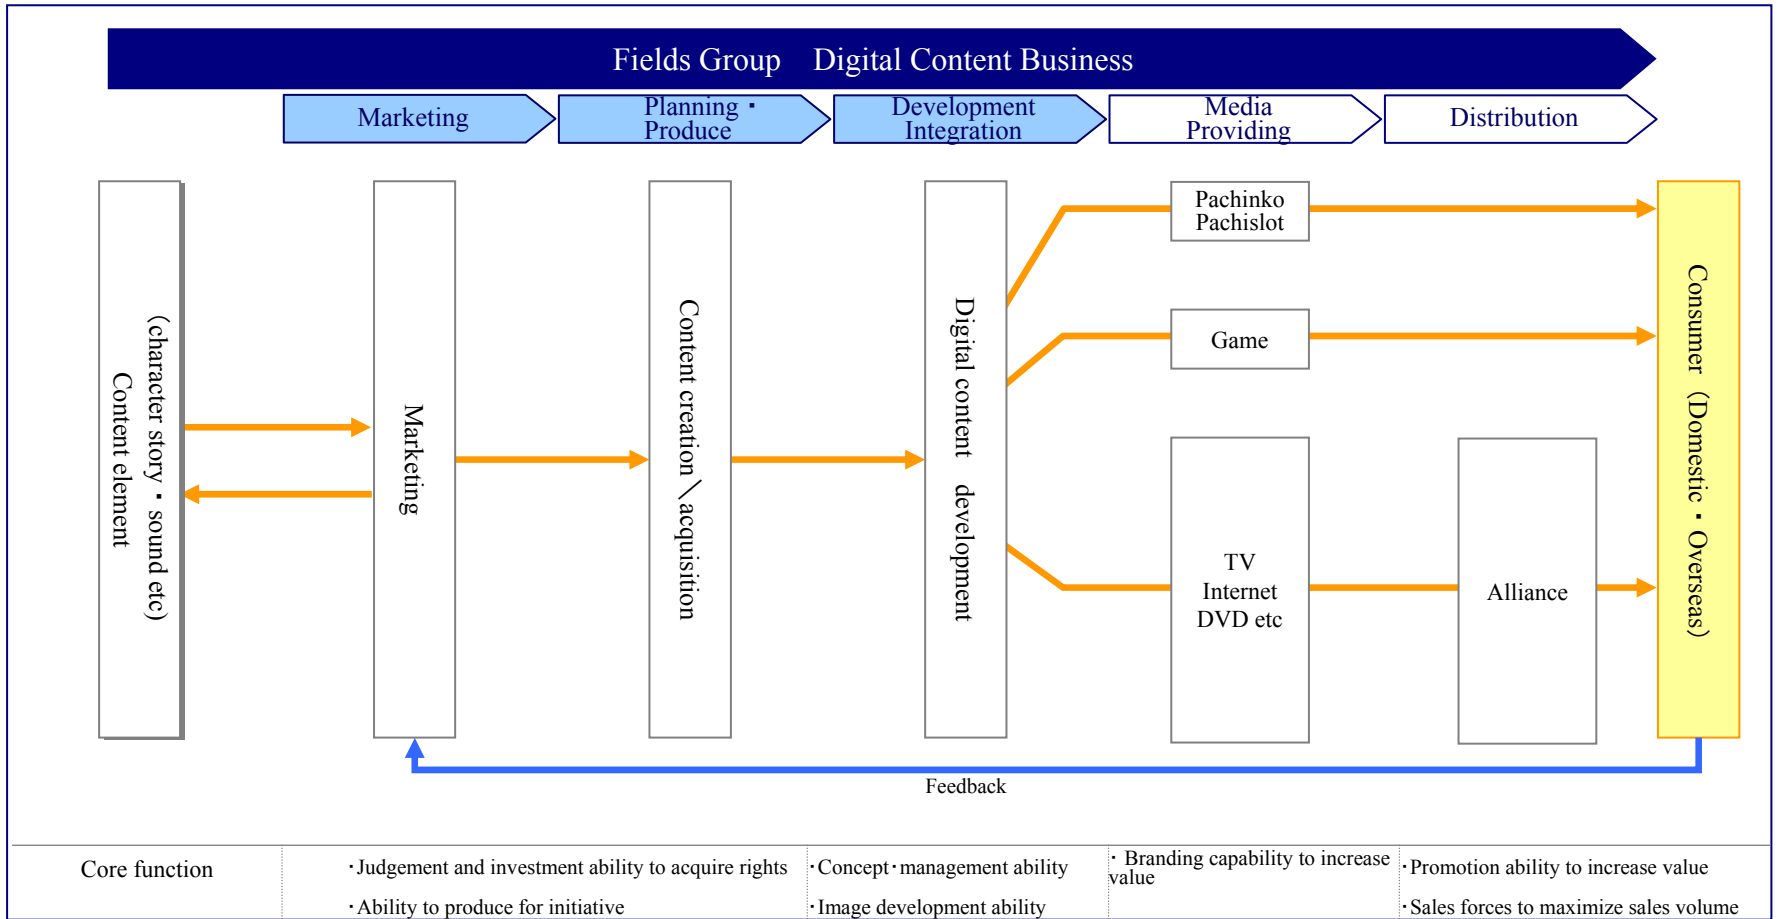 Fields Group Digital Content Business
Marketing
Planning・
Produce
Development
Integration
Media
Providing
Distribution
(character story・sound etc)
Content element
Marketing
Content creation＼acquisition
Digital content development
Pachinko
Pachislot
Game
TV
Internet
DVD etc
Alliance
Consumer (Domestic・Overseas)
Feedback
Core function
・Judgement and investment ability to acquire rights
・Ability to produce for initiative
・Concept・management ability
・Image development ability
・Branding capability to increase
value
・Promotion ability to increase value
・Sales forces to maximize sales volume